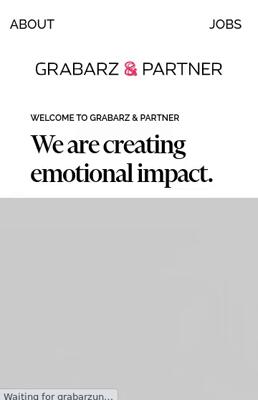 ABOUT JOBS
GRABARZ & PARTNER
WELCOME TO GRABARZ & PARTNER
We are creating
emotional impact.
Waiting for grabarzun...